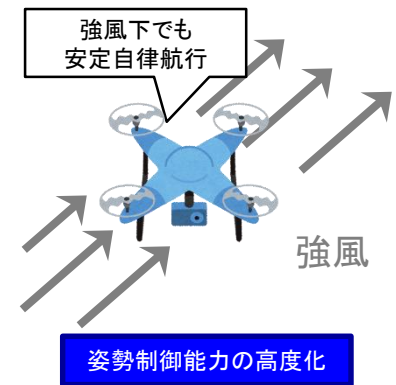 強風下でも
安定自律航行
強風
姿勢制御能力の高度化